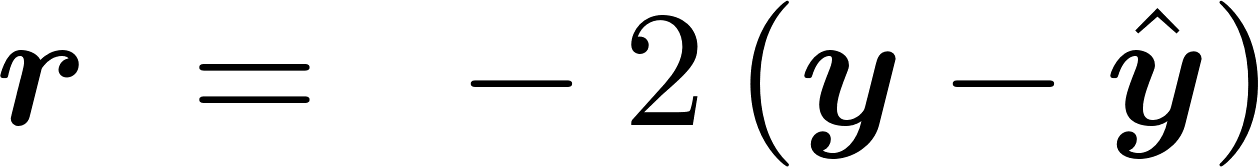 r = − 2 (y − ŷ)